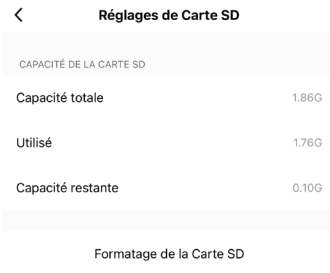 Réglages de Carte SD
CAPACITÉ DE LA CARTE SD
Capacité totale 1.86G
Utilisé 1.76G
Capacité restante 0.10G
Formatage de la Carte SD